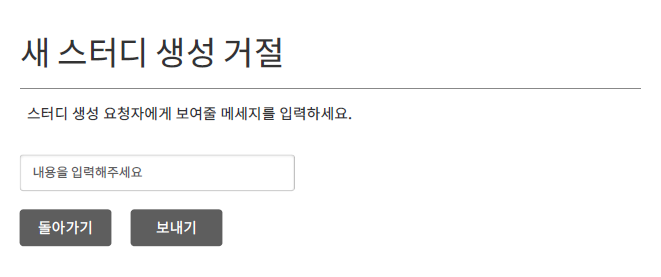 새 스터디 생성 거절
스터디 생성 요청자에게 보여줄 메세지를 입력하세요.
내용을 입력해주세요
돌아가기 보내기